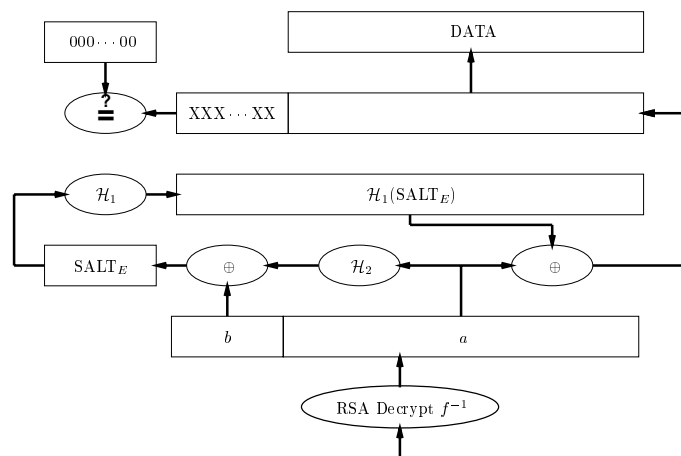 000···00
DATA
?
=
XXX···XX
ℋ₁
ℋ₁(SALT_E)
SALT_E
⊕
ℋ₂
⊕
b
a
RSA Decrypt f⁻¹